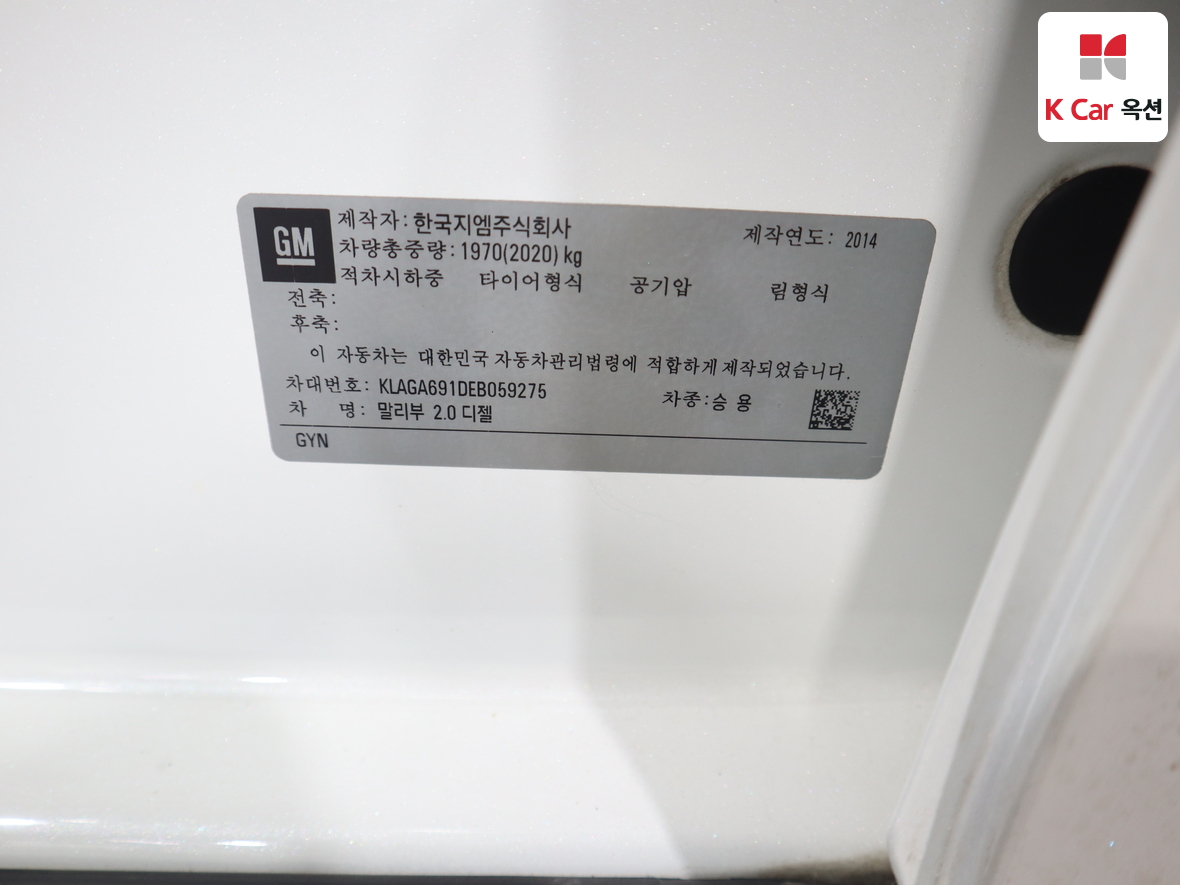 K Car 옥션
GM
제작자: 한국지엠주식회사
제작연도: 2014
차량총중량: 1970(2020) kg
적차시하중 타이어형식 공기압 림형식
전축:
후축:
이 자동차는 대한민국 자동차관리법령에 적합하게 제작되었습니다.
차대번호: KLAGA691DEB059275
차종: 승 용
차 명: 말리부 2.0 디젤
GYN